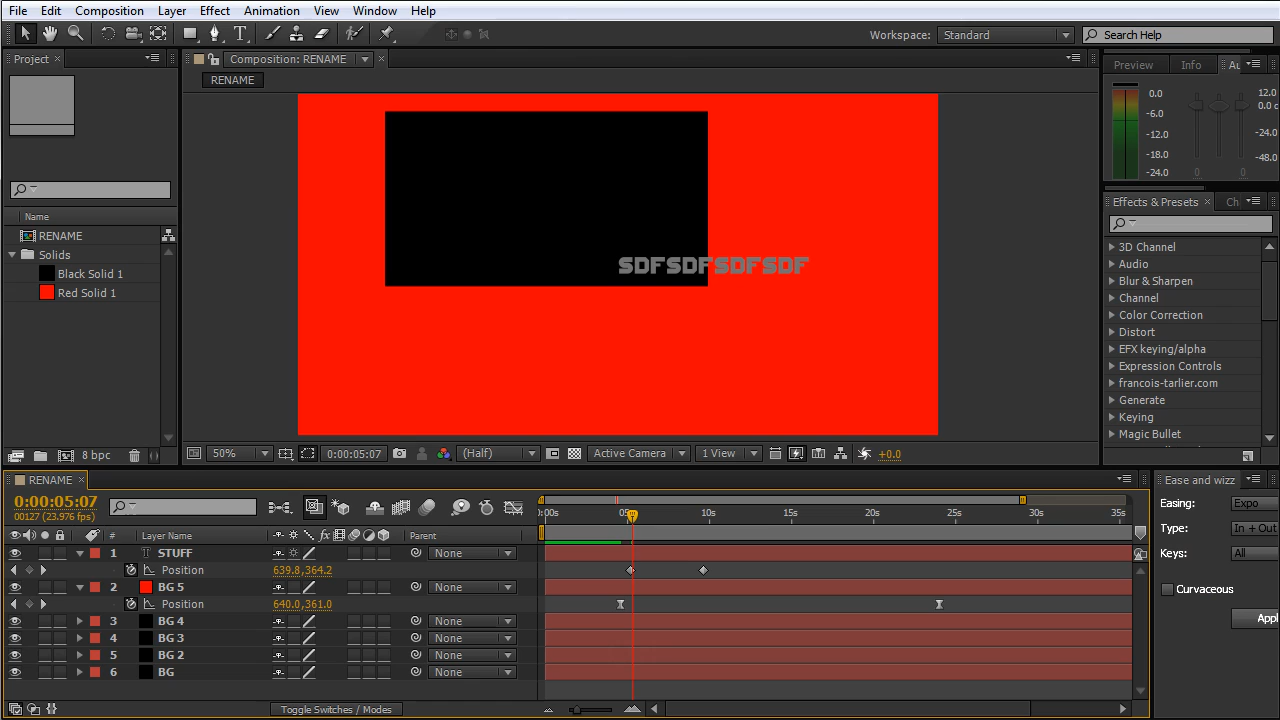 File Edit Composition Layer Effect Animation View Window Help
Workspace: Standard Search Help
Project
Composition: RENAME
Preview Info Au
RENAME
0.0
-6.0
-12.0
-18.0
-24.0
12.0
0.0
-24.0
-48.0
0 0
Name
RENAME
Solids
Black Solid 1
Red Solid 1
SDFSDFSDFSDF
Effects & Presets Ch
3D Channel
Audio
Blur & Sharpen
Channel
Color Correction
Distort
EFX keying/alpha
Expression Controls
francois-tarlier.com
Generate
Keying
Magic Bullet
8 bpc
50% 0:00:05:07 (Half) Active Camera 1 View +0.0
RENAME
0:00:05:07
00127 (23.976 fps)
:00s 05s 10s 15s 20s 25s 30s 35s
# Layer Name Parent
1 STUFF None
Position 639.8,364.2
2 BG 5 None
Position 640.0,361.0
3 BG 4 None
4 BG 3 None
5 BG 2 None
6 BG None
Toggle Switches / Modes
Ease and wizz
Easing: Expo
Type: In + Out
Keys: All
Curvaceous
Appl